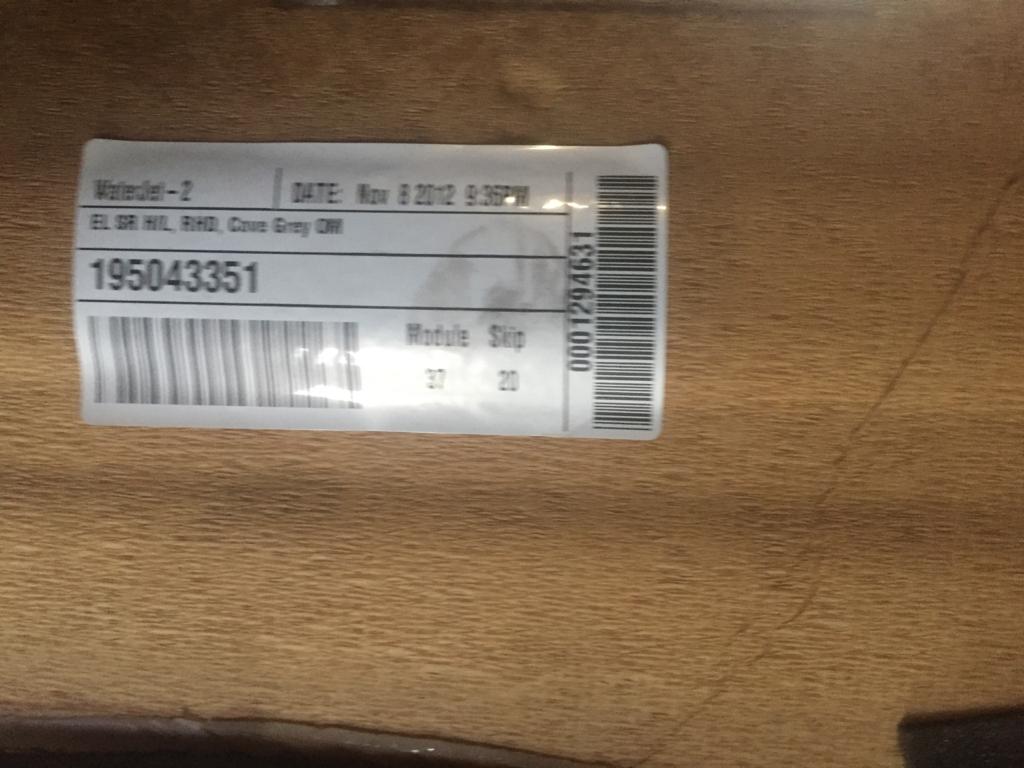 WaterJet-2 DATE: Nov 8 2012 9:36PM
EL SR H/L, RHD, Cove Grey OW
195043351
Module Skip
37 20
0001294631